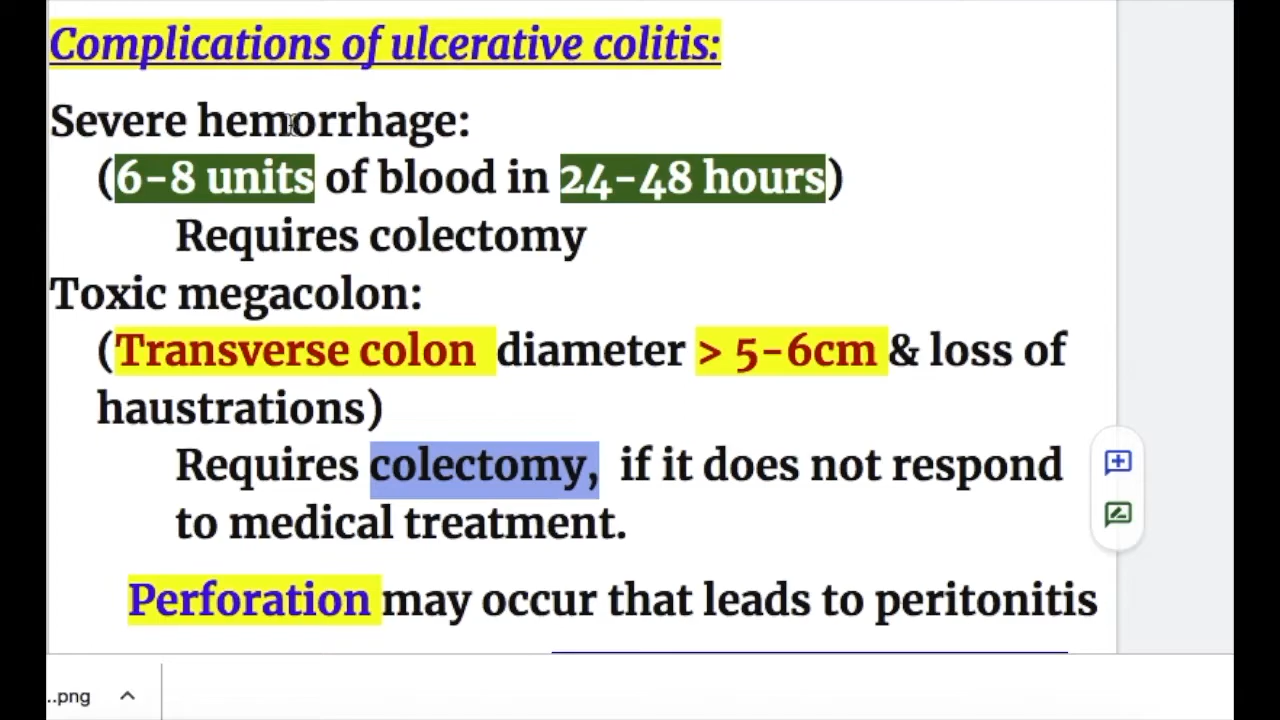 Complications of ulcerative colitis:
Severe hemorrhage:
(6-8 units of blood in 24-48 hours)
Requires colectomy
Toxic megacolon:
(Transverse colon diameter > 5-6cm & loss of
haustrations)
Requires colectomy, if it does not respond
to medical treatment.
Perforation may occur that leads to peritonitis
..png